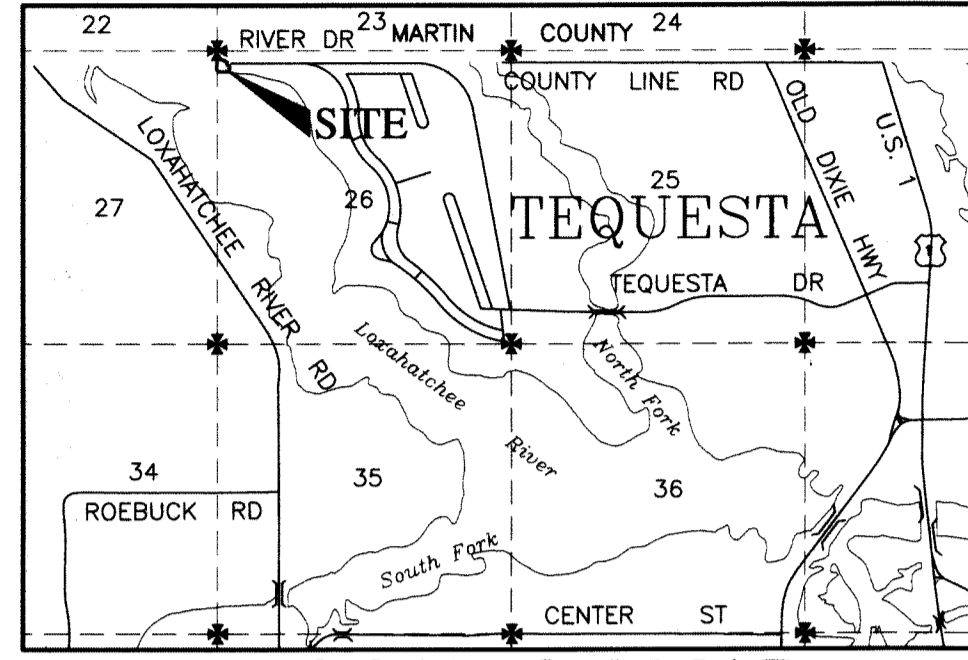 22
23
24
RIVER DR
MARTIN COUNTY
COUNTY LINE RD
SITE
OLD DIXIE HWY
U.S. 1
LOXAHATCHEE RIVER RD
27
26
25
TEQUESTA
1
TEQUESTA DR
Loxahatchee River
North Fork
34
35
36
ROEBUCK RD
South Fork
CENTER ST